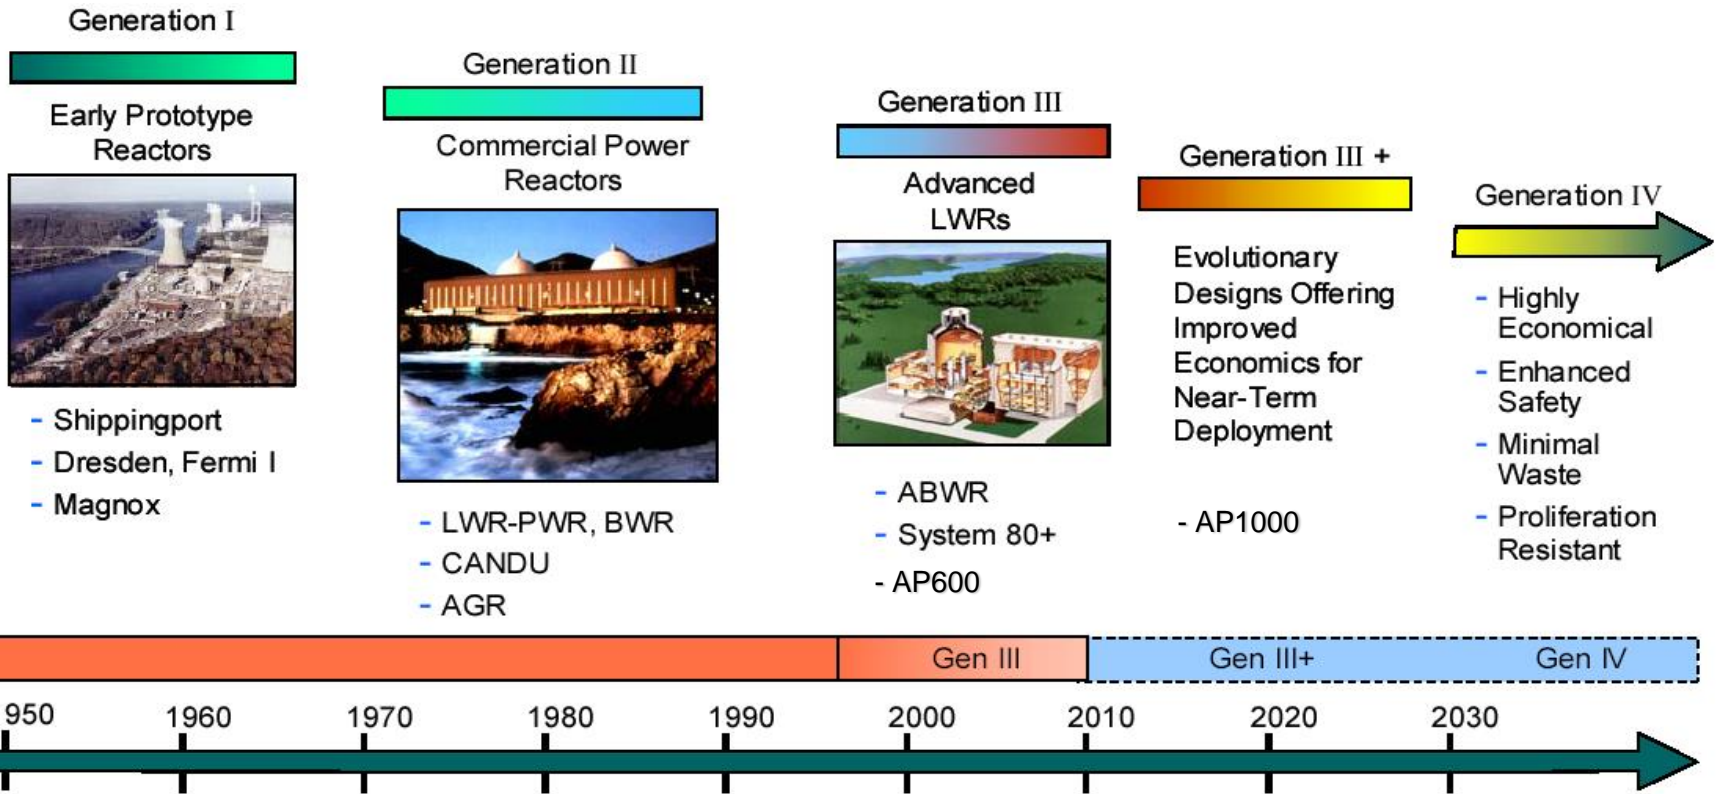 Generation I
Early Prototype
Reactors
- Shippingport
- Dresden, Fermi I
- Magnox
Generation II
Commercial Power
Reactors
- LWR-PWR, BWR
- CANDU
- AGR
Generation III
Advanced
LWRs
- ABWR
- System 80+
- AP600
Generation III +
Evolutionary
Designs Offering
Improved
Economics for
Near-Term
Deployment
- AP1000
Generation IV
- Highly
Economical
- Enhanced
Safety
- Minimal
Waste
- Proliferation
Resistant
Gen III
Gen III+
Gen IV
950
1960
1970
1980
1990
2000
2010
2020
2030